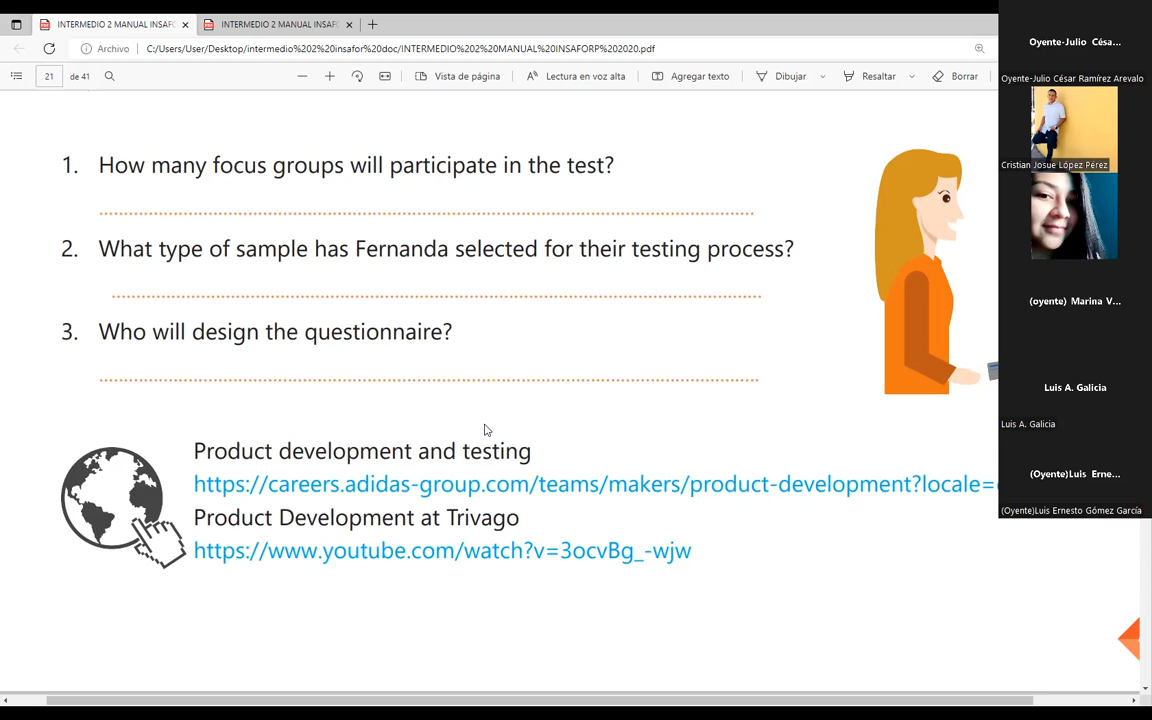 INTERMEDIO 2 MANUAL INSAFO
INTERMEDIO 2 MANUAL INSAF
Archivo
C:/Users/User/Desktop/intermedio%202%20insafor%20doc/INTERMEDIO%202%20MANUAL%20INSAFORP%202020.pdf
21 de 41
Vista de página
Lectura en voz alta
Agregar texto
Dibujar
Resaltar
Borrar
1. How many focus groups will participate in the test?
2. What type of sample has Fernanda selected for their testing process?
3. Who will design the questionnaire?
Product development and testing
https://careers.adidas-group.com/teams/makers/product-development?locale=
Product Development at Trivago
https://www.youtube.com/watch?v=3ocvBg_-wjw
Oyente-Julio Césa...
Oyente-Julio César Ramírez Arevalo
Cristian Josue López Pérez
(oyente) Marina V...
Luis A. Galicia
Luis A. Galicia
(Oyente)Luis Erne...
(Oyente)Luis Ernesto Gómez García